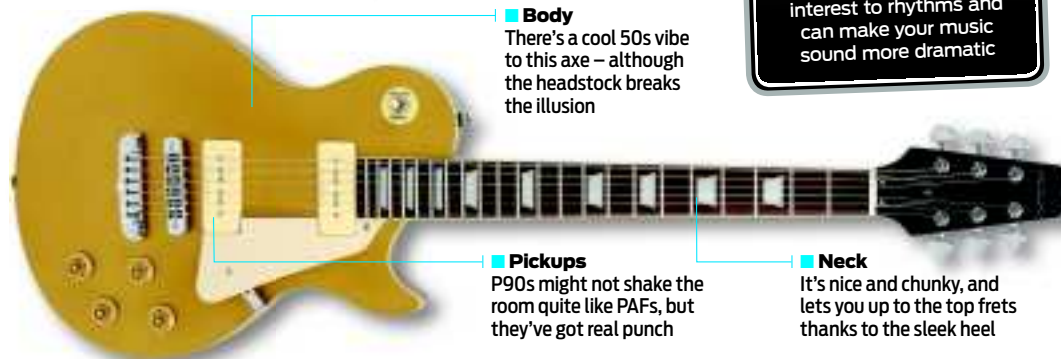 Body
There's a cool 50s vibe
to this axe – although
the headstock breaks
the illusion
interest to rhythms and
can make your music
sound more dramatic
Pickups
P90s might not shake the
room quite like PAFs, but
they've got real punch
Neck
It's nice and chunky, and
lets you up to the top frets
thanks to the sleek heel